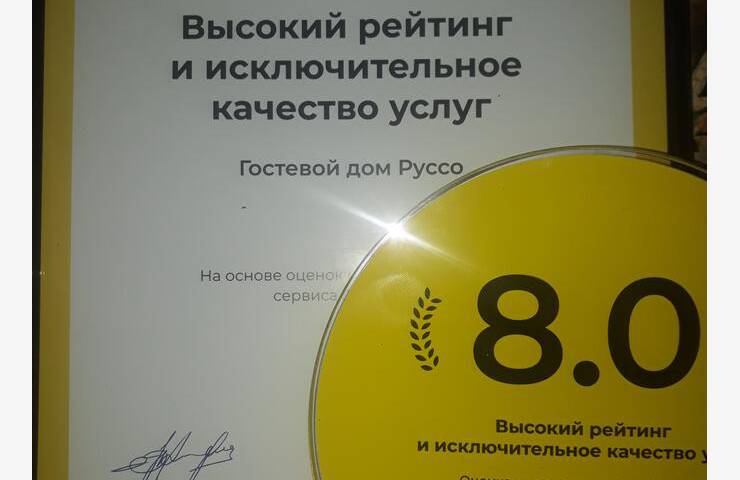 Высокий рейтинг
и исключительное
качество услуг
Гостевой дом Руссо
-
На основе оценок
сервиса
8.0
Высокий рейтинг
и исключительное качество у